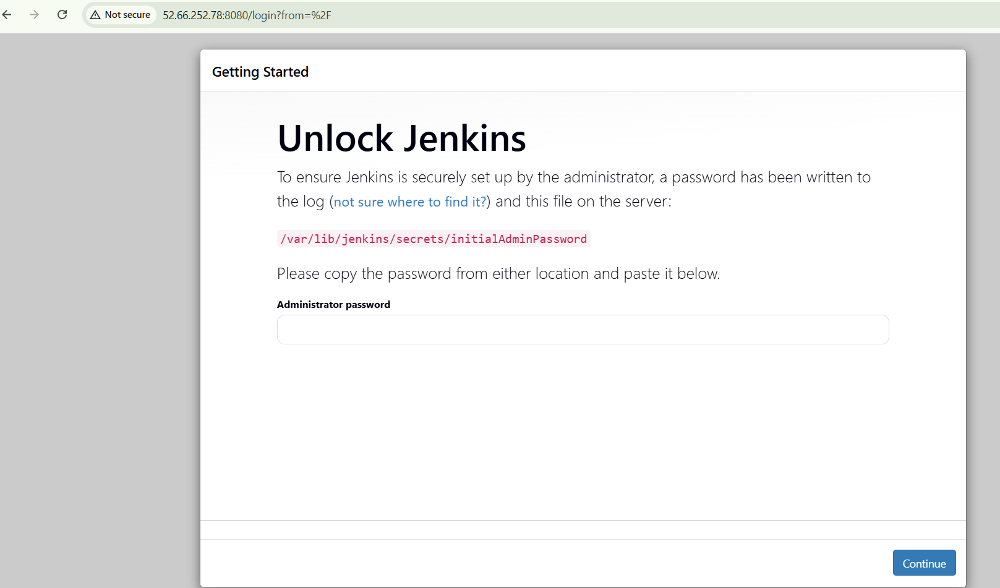 Not secure 52.66.252.78:8080/login?from=%2F
Getting Started
Unlock Jenkins
To ensure Jenkins is securely set up by the administrator, a password has been written to
the log (not sure where to find it?) and this file on the server:
/var/lib/jenkins/secrets/initialAdminPassword
Please copy the password from either location and paste it below.
Administrator password
Continue